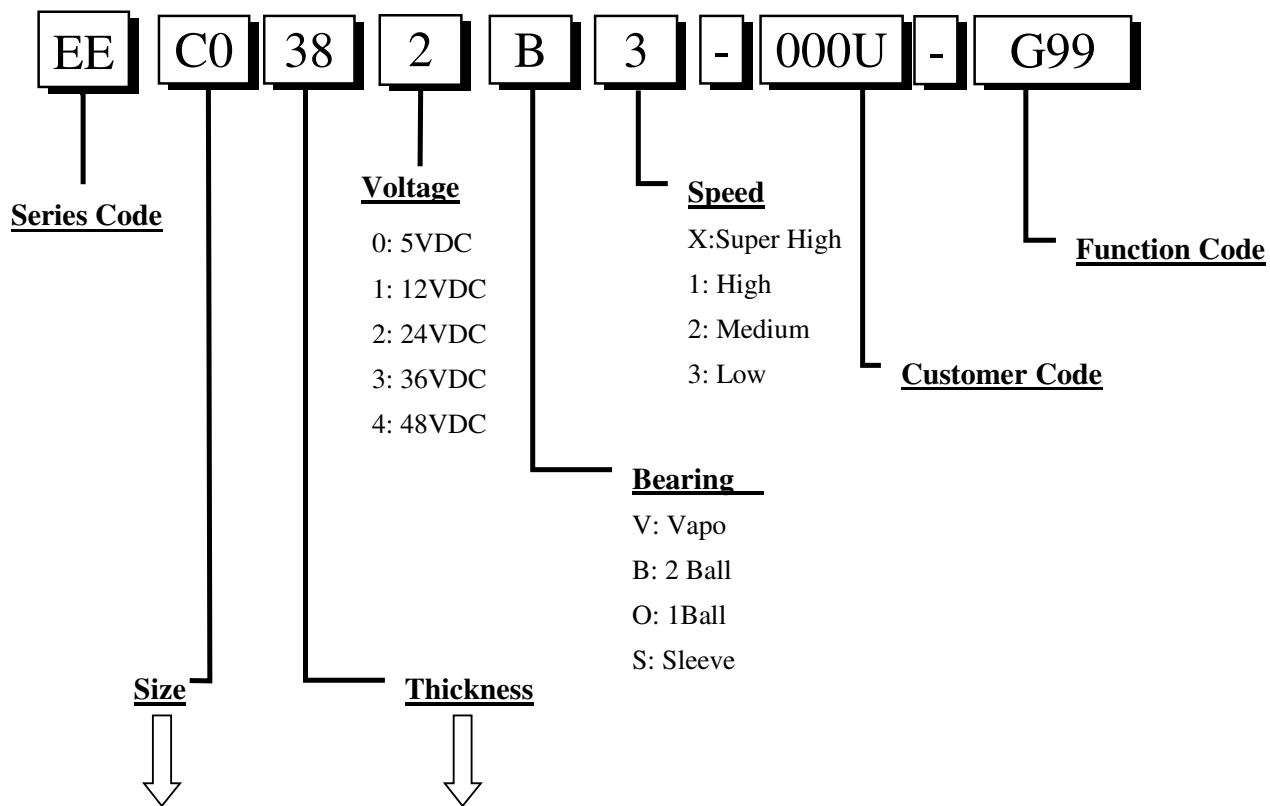 EE C0 38 2 B 3 - 000U - G99
Series Code
Voltage
0: 5VDC
1: 12VDC
2: 24VDC
3: 36VDC
4: 48VDC
Speed
X:Super High
1: High
2: Medium
3: Low
Function Code
Customer Code
Bearing
V: Vapo
B: 2 Ball
O: 1Ball
S: Sleeve
Size
Thickness